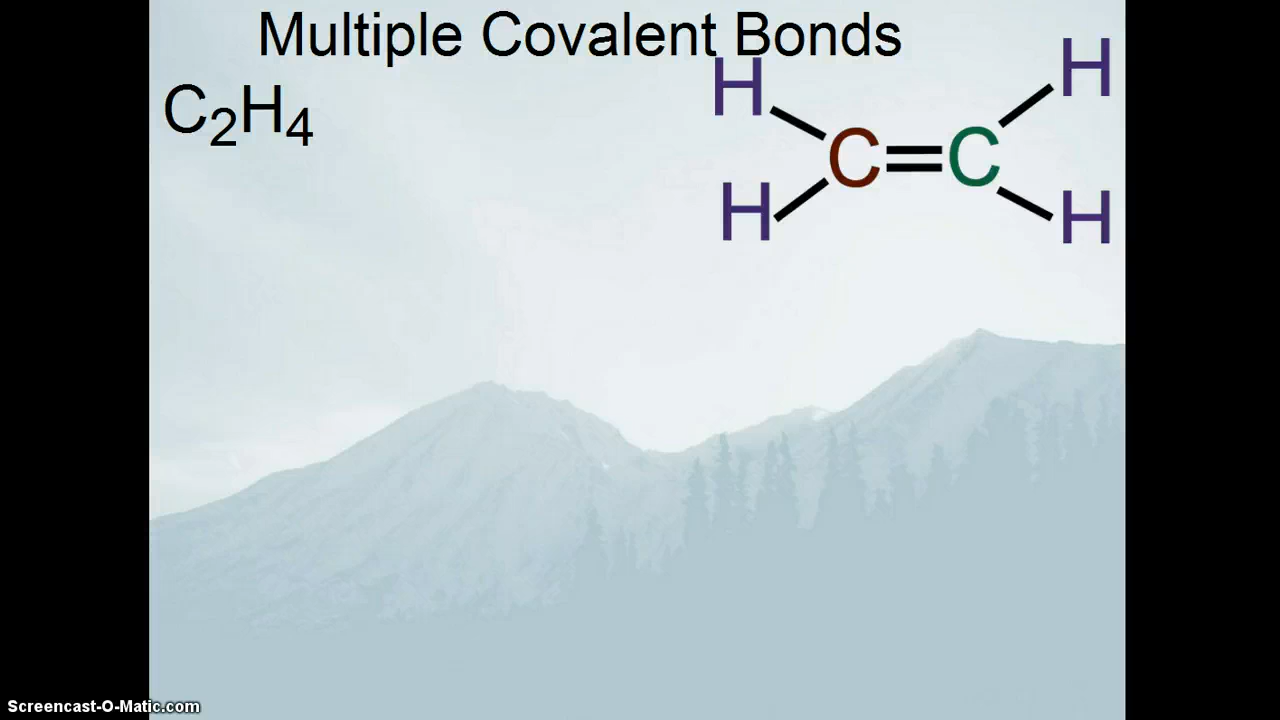 Multiple Covalent Bonds
C₂H₄
H H
C=C
H H
Screencast-O-Matic.com